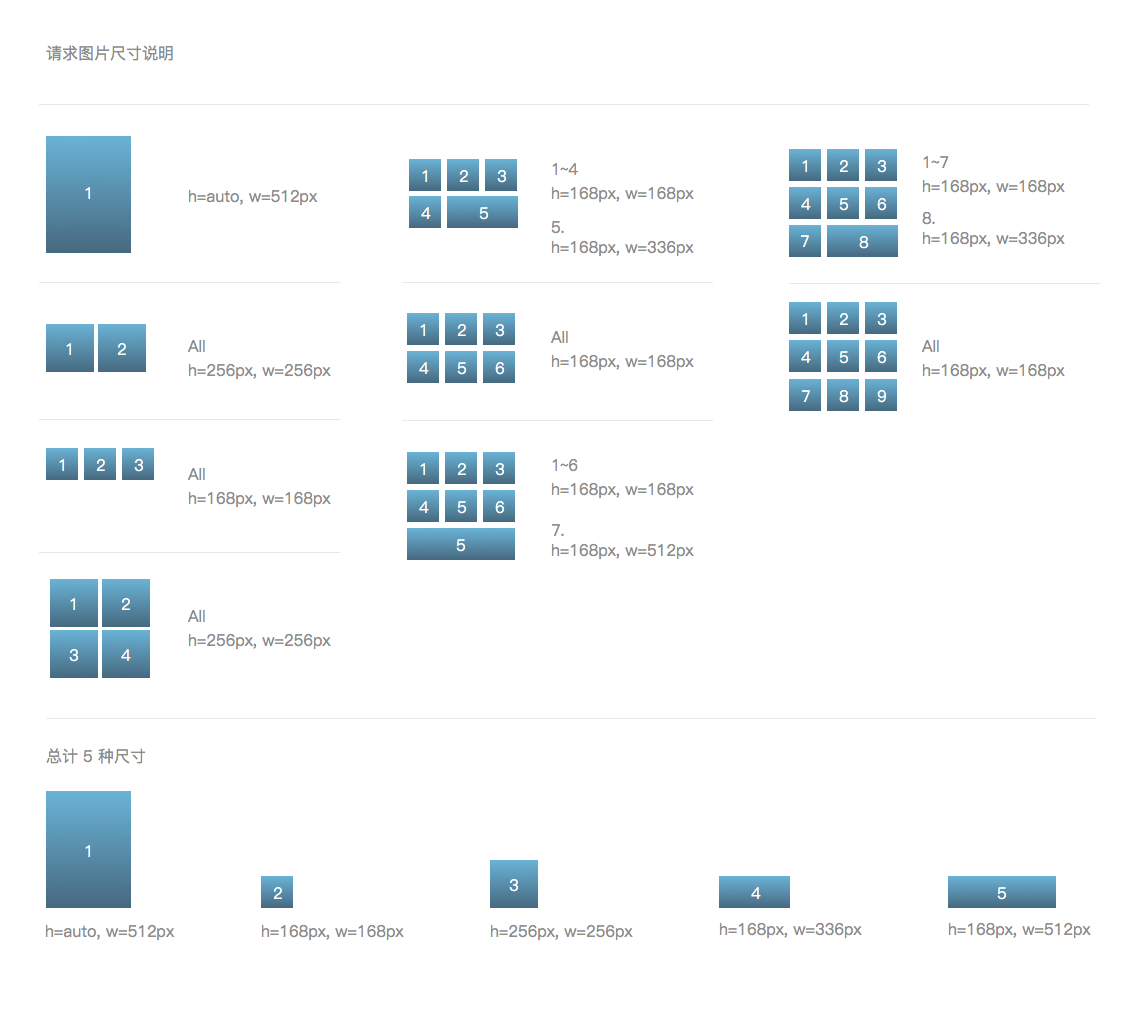 请求图片尺寸说明
1
h=auto, w=512px
1 2
All
h=256px, w=256px
1 2 3
All
h=168px, w=168px
1 2
3 4
All
h=256px, w=256px
1 2 3
4 5
1~4
h=168px, w=168px
5.
h=168px, w=336px
1 2 3
4 5 6
All
h=168px, w=168px
1 2 3
4 5 6
5
1~6
h=168px, w=168px
7.
h=168px, w=512px
1 2 3
4 5 6
7 8
1~7
h=168px, w=168px
8.
h=168px, w=336px
1 2 3
4 5 6
7 8 9
All
h=168px, w=168px
总计 5 种尺寸
1
h=auto, w=512px
2
h=168px, w=168px
3
h=256px, w=256px
4
h=168px, w=336px
5
h=168px, w=512px